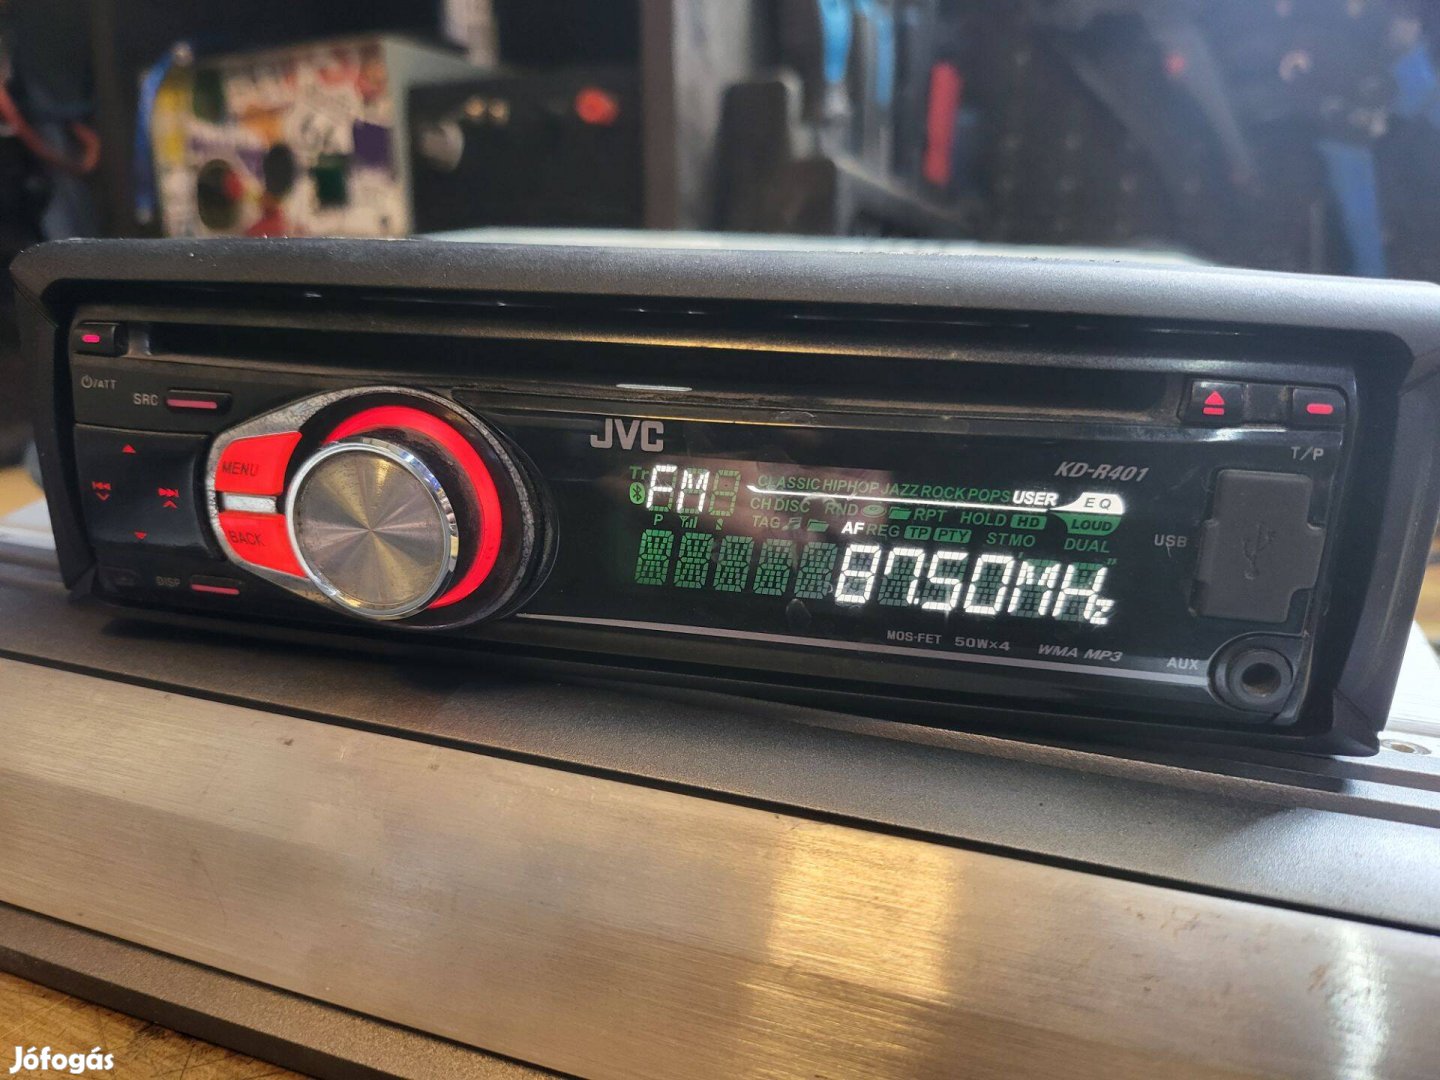 ⏻/ATT
SRC
MENU
BACK
DISP
JVC
KD-R401
T/P
Tr FM CLASSIC HIPHOP JAZZ ROCK POPS USER EQ
CH DISC RND RPT HOLD HD LOUD
P TAG AF REG TP PTY STMO DUAL
87.50MHz
USB
MOS-FET 50W×4 WMA MP3
AUX
Jófogás